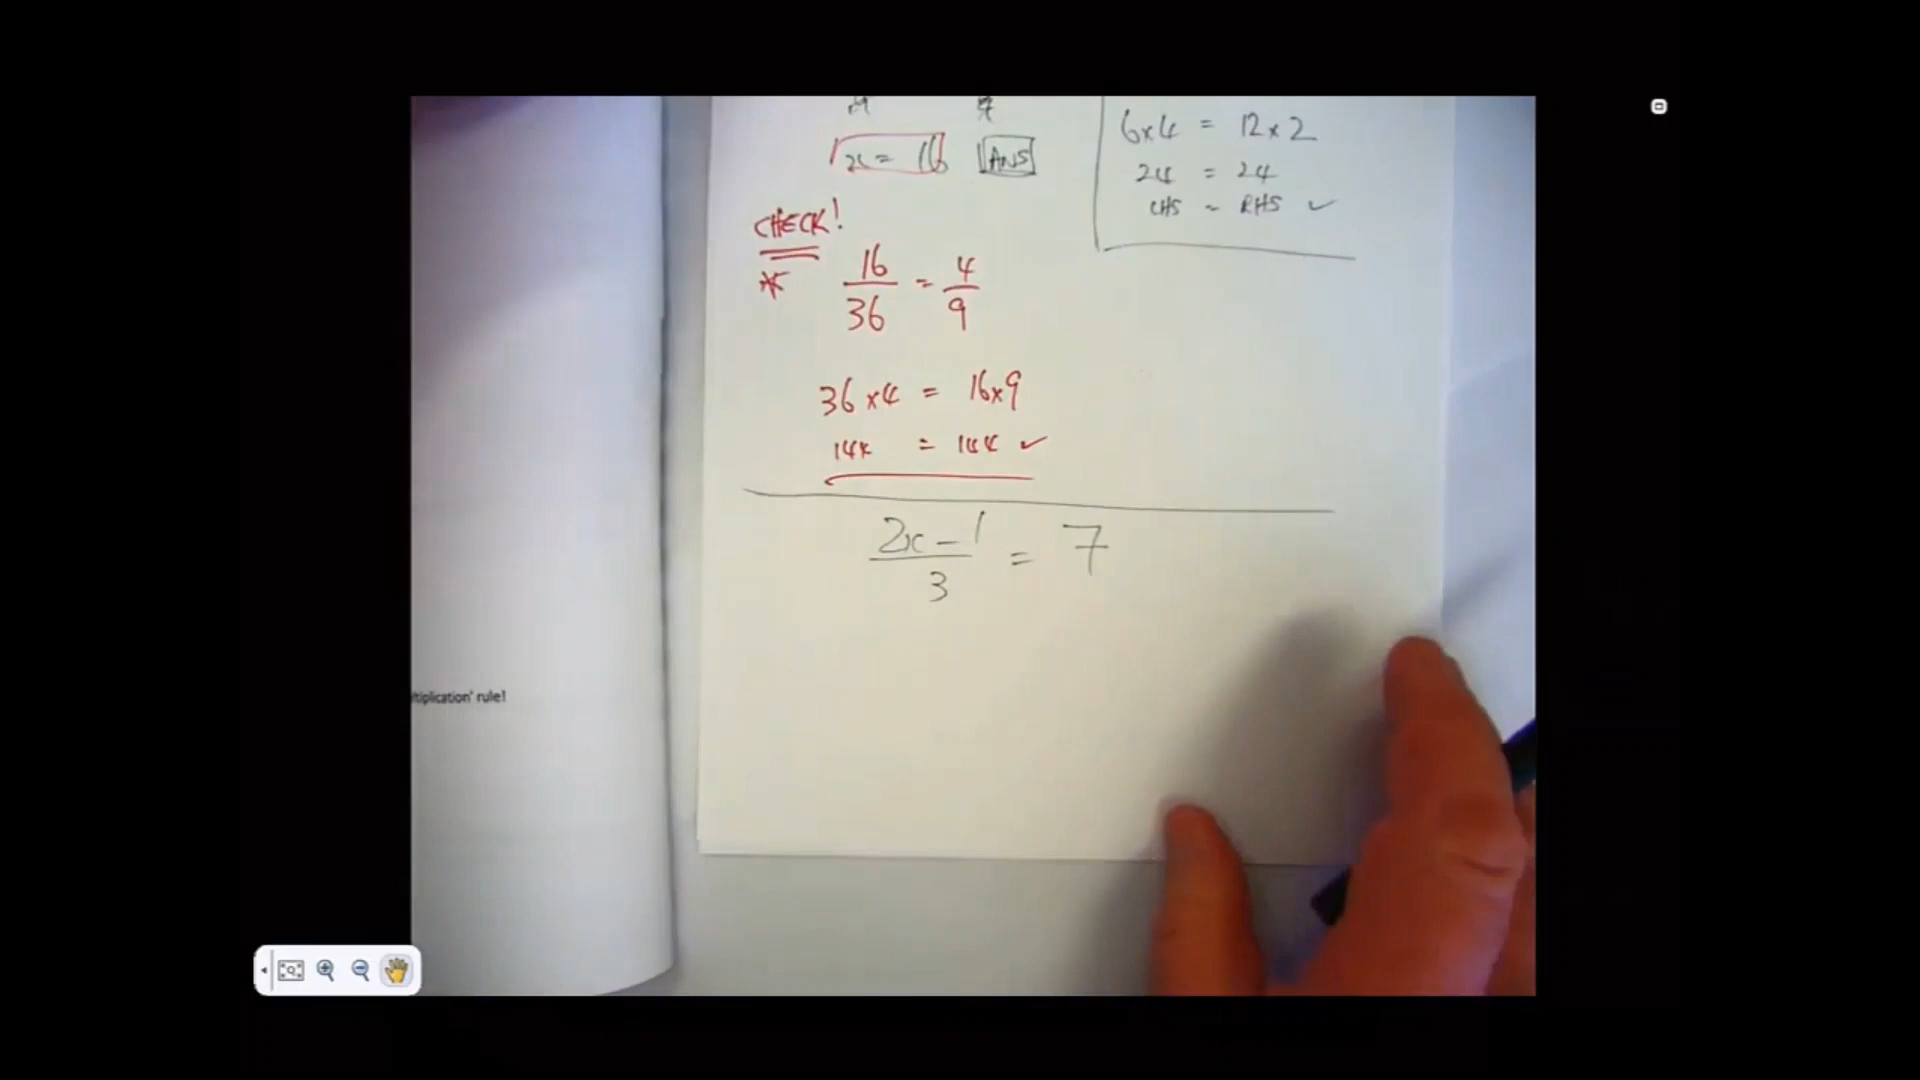 x = 16 ANS
6x4 = 12x2
24 = 24
LHS = RHS ✓
CHECK!
* 16/36 = 4/9
36x4 = 16x9
144 = 144 ✓
2x-1/3 = 7
tiplication' rule!